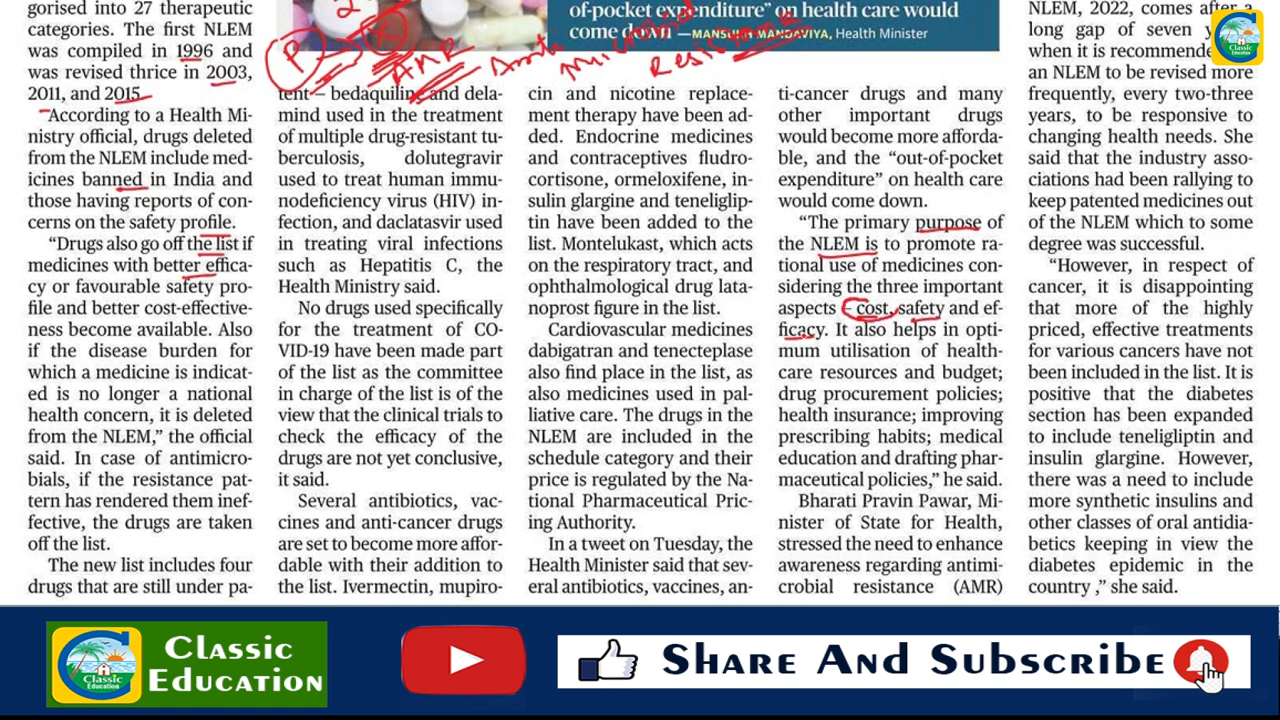 gorised into 27 therapeutic
categories. The first NLEM
was compiled in 1996 and
was revised thrice in 2003,
2011, and 2015.
According to a Health Mi-
nistry official, drugs deleted
from the NLEM include med-
icines banned in India and
those having reports of con-
cerns on the safety profile.
“Drugs also go off the list if
medicines with better effica-
cy or favourable safety pro-
file and better cost-effective-
ness become available. Also
if the disease burden for
which a medicine is indicat-
ed is no longer a national
health concern, it is deleted
from the NLEM,” the official
said. In case of antimicro-
bials, if the resistance pat-
tern has rendered them inef-
fective, the drugs are taken
off the list.
The new list includes four
drugs that are still under pa-
P
AMR
Resistance
of-pocket expenditure” on health care would
come down —MANSUKH MANDAVIYA, Health Minister
tent – bedaquiline and dela-
mind used in the treatment
of multiple drug-resistant tu-
berculosis, dolutegravir
used to treat human immu-
nodeficiency virus (HIV) in-
fection, and daclatasvir used
in treating viral infections
such as Hepatitis C, the
Health Ministry said.
No drugs used specifically
for the treatment of CO-
VID-19 have been made part
of the list as the committee
in charge of the list is of the
view that the clinical trials to
check the efficacy of the
drugs are not yet conclusive,
it said.
Several antibiotics, vac-
cines and anti-cancer drugs
are set to become more affor-
dable with their addition to
the list. Ivermectin, mupiro-
cin and nicotine replace-
ment therapy have been ad-
ded. Endocrine medicines
and contraceptives fludro-
cortisone, ormeloxifene, in-
sulin glargine and teneliglip-
tin have been added to the
list. Montelukast, which acts
on the respiratory tract, and
ophthalmological drug lata-
noprost figure in the list.
Cardiovascular medicines
dabigatran and tenecteplase
also find place in the list, as
also medicines used in pal-
liative care. The drugs in the
NLEM are included in the
schedule category and their
price is regulated by the Na-
tional Pharmaceutical Pric-
ing Authority.
In a tweet on Tuesday, the
Health Minister said that sev-
eral antibiotics, vaccines, an-
ti-cancer drugs and many
other important drugs
would become more afforda-
ble, and the “out-of-pocket
expenditure” on health care
would come down.
“The primary purpose of
the NLEM is to promote ra-
tional use of medicines con-
sidering the three important
aspects cost, safety and ef-
ficacy. It also helps in opti-
mum utilisation of health-
care resources and budget;
drug procurement policies;
health insurance; improving
prescribing habits; medical
education and drafting phar-
maceutical policies,” he said.
Bharati Pravin Pawar, Mi-
nister of State for Health,
stressed the need to enhance
awareness regarding antimi-
crobial resistance (AMR)
NLEM, 2022, comes after a
long gap of seven
when it is recommended
an NLEM to be revised more
frequently, every two-three
years, to be responsive to
changing health needs. She
said that the industry asso-
ciations had been rallying to
keep patented medicines out
of the NLEM which to some
degree was successful.
“However, in respect of
cancer, it is disappointing
that more of the highly
priced, effective treatments
for various cancers have not
been included in the list. It is
positive that the diabetes
section has been expanded
to include teneligliptin and
insulin glargine. However,
there was a need to include
more synthetic insulins and
other classes of oral antidia-
betics keeping in view the
diabetes epidemic in the
country ,” she said.
Classic
Education
Classic
Education
CLASSIC
EDUCATION
SHARE AND SUBSCRIBE